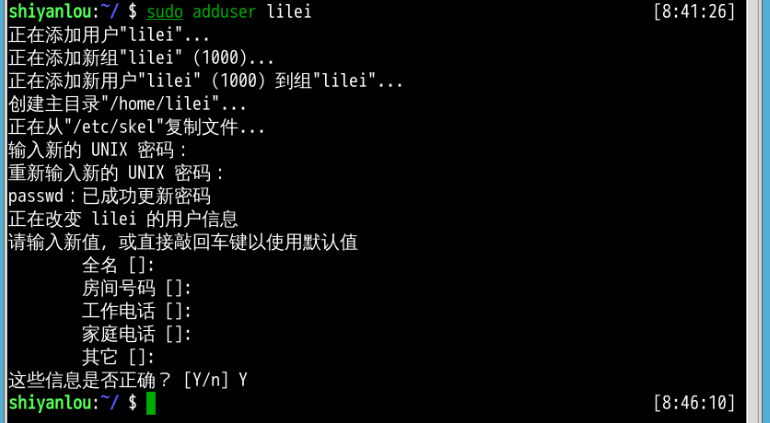 shiyanlou:~/ $ sudo adduser lilei [8:41:26]
正在添加用户"lilei"...
正在添加新组"lilei" (1000)...
正在添加新用户"lilei" (1000) 到组"lilei"...
创建主目录"/home/lilei"...
正在从"/etc/skel"复制文件...
输入新的 UNIX 密码：
重新输入新的 UNIX 密码：
passwd：已成功更新密码
正在改变 lilei 的用户信息
请输入新值，或直接敲回车键以使用默认值
全名 []:
房间号码 []:
工作电话 []:
家庭电话 []:
其它 []:
这些信息是否正确？ [Y/n] Y
shiyanlou:~/ $ [8:46:10]